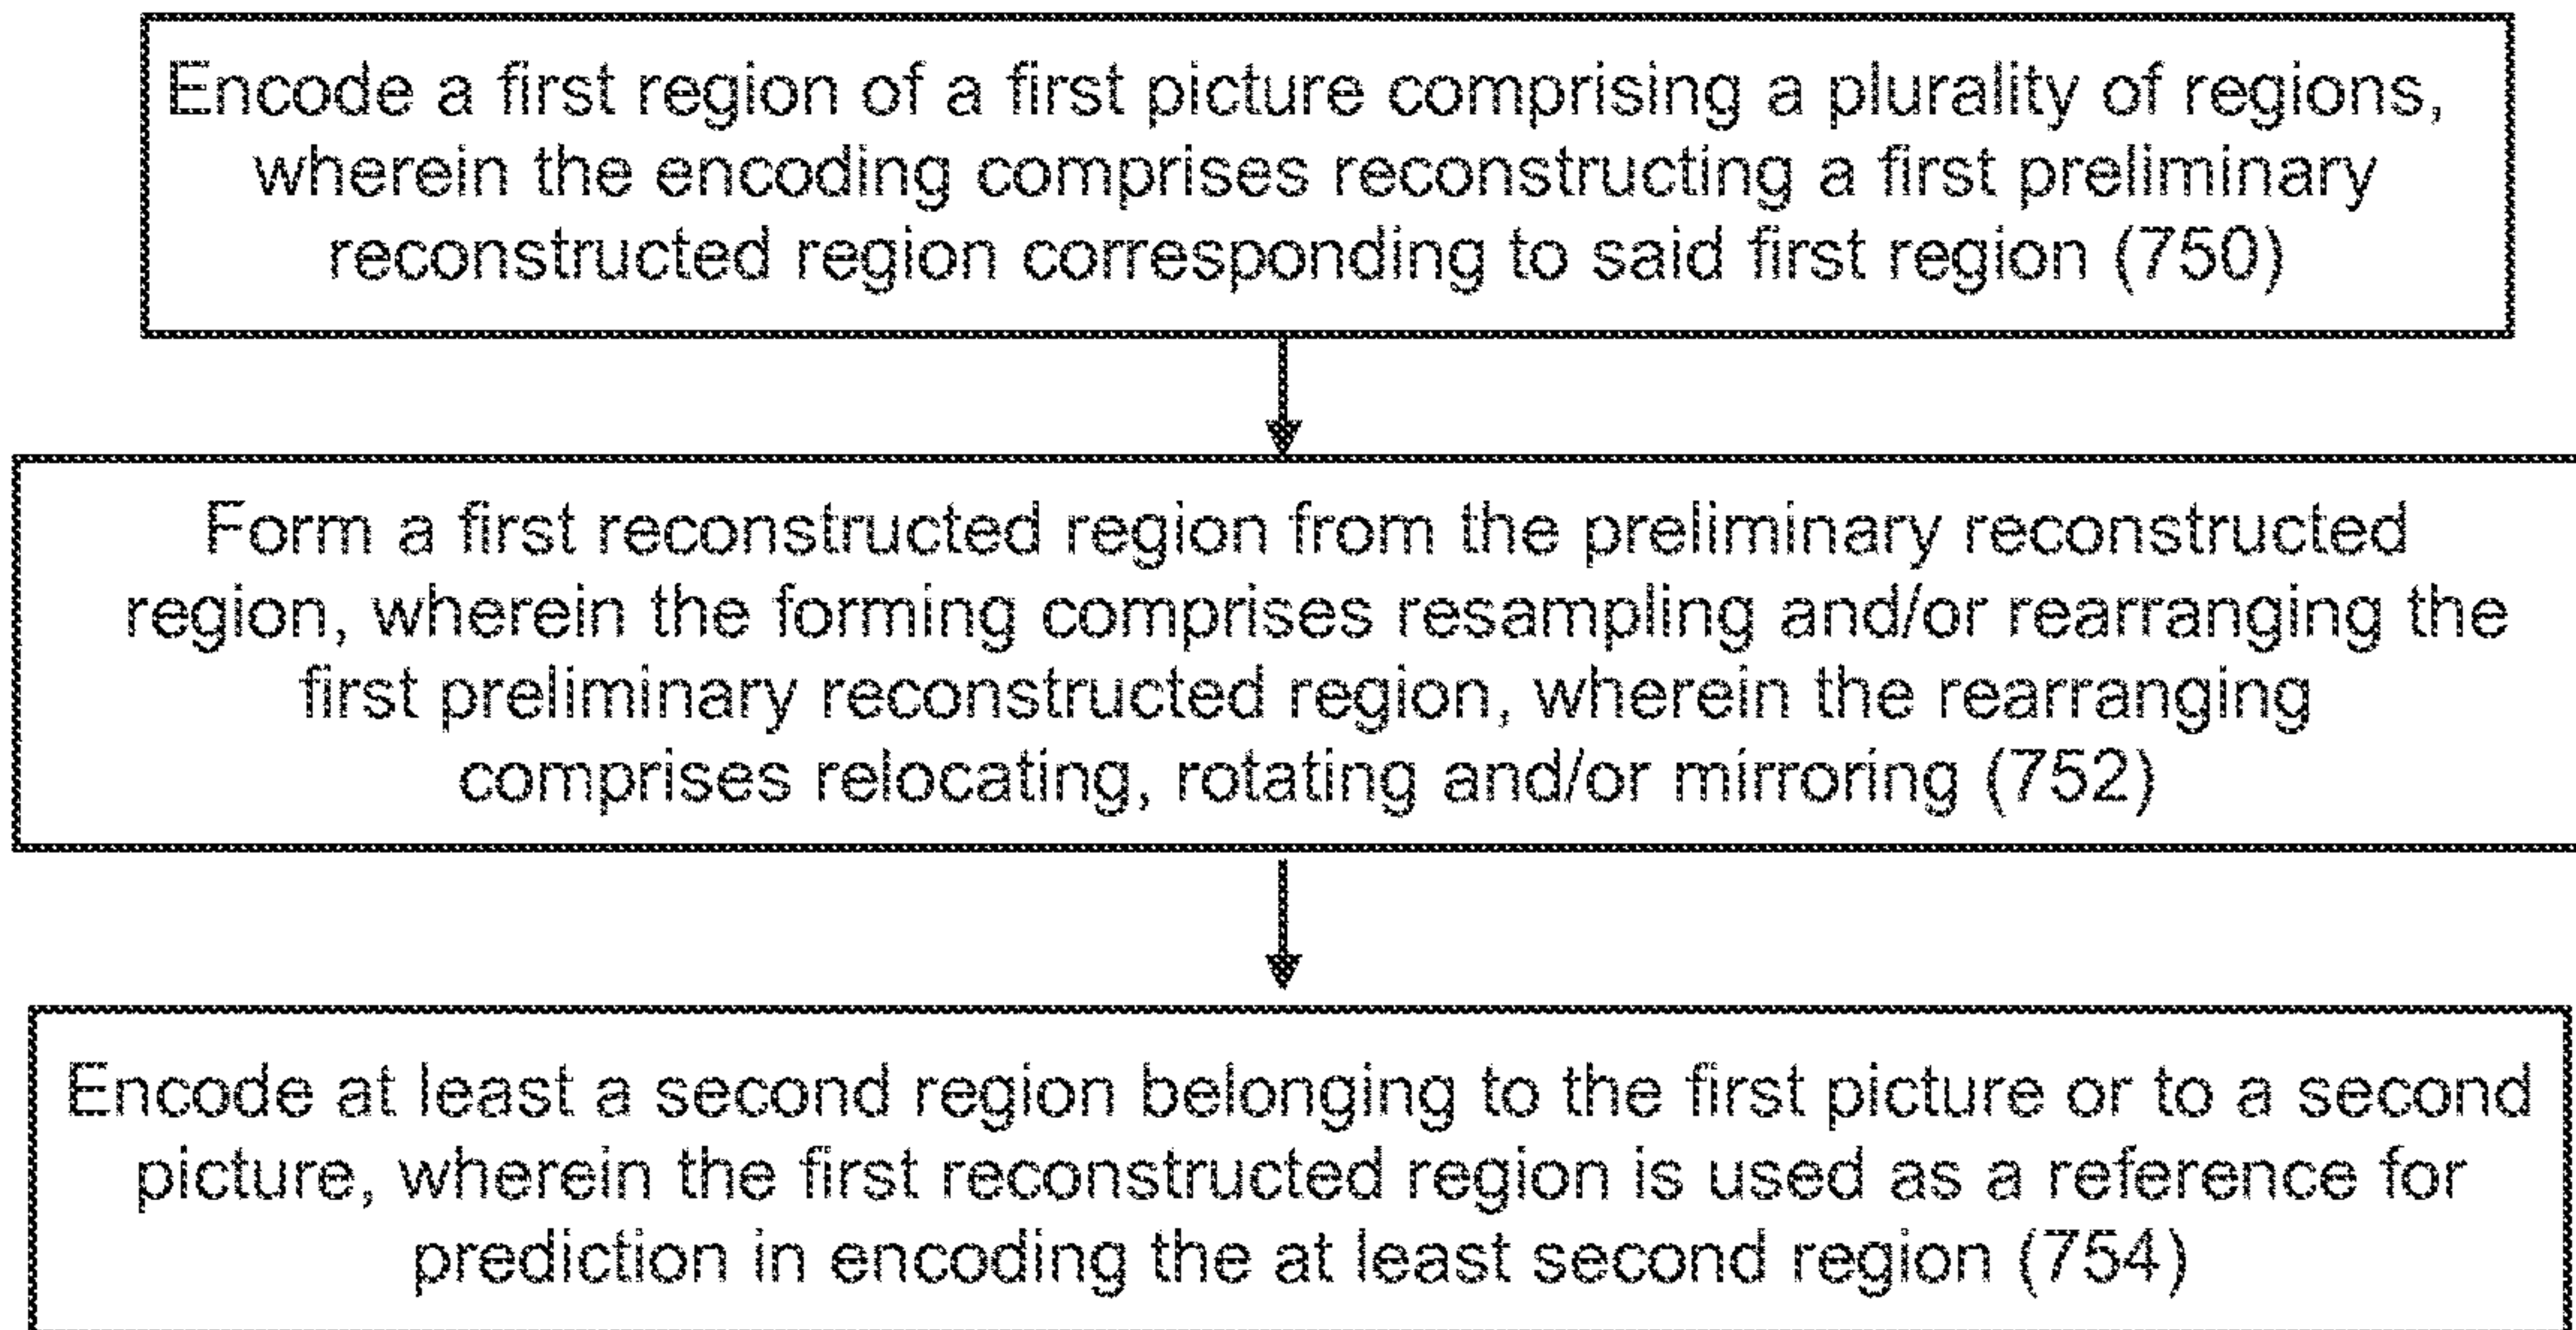 Encode a first region of a first picture comprising a plurality of regions,
wherein the encoding comprises reconstructing a first preliminary
reconstructed region corresponding to said first region (750)
Form a first reconstructed region from the preliminary reconstructed
region, wherein the forming comprises resampling and/or rearranging the
first preliminary reconstructed region, wherein the rearranging
comprises relocating, rotating and/or mirroring (752)
Encode at least a second region belonging to the first picture or to a second
picture, wherein the first reconstructed region is used as a reference for
prediction in encoding the at least second region (754)